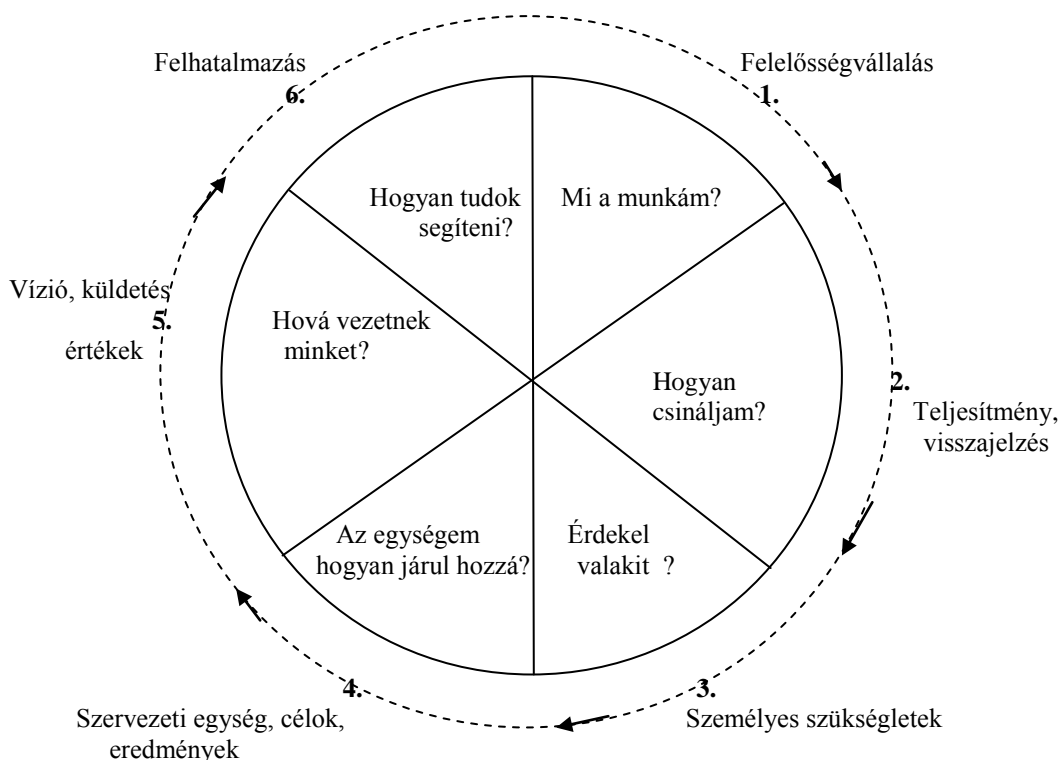 Felhatalmazás
6.
Felelősségvállalás
1.
Hogyan tudok
segíteni?
Mi a munkám?
Vízió, küldetés
5.
értékek
Hová vezetnek
minket?
Hogyan
csináljam?
2.
Teljesítmény,
visszajelzés
Az egységem
hogyan járul hozzá?
Érdekel
valakit ?
4.
Szervezeti egység, célok,
eredmények
3.
Személyes szükségletek